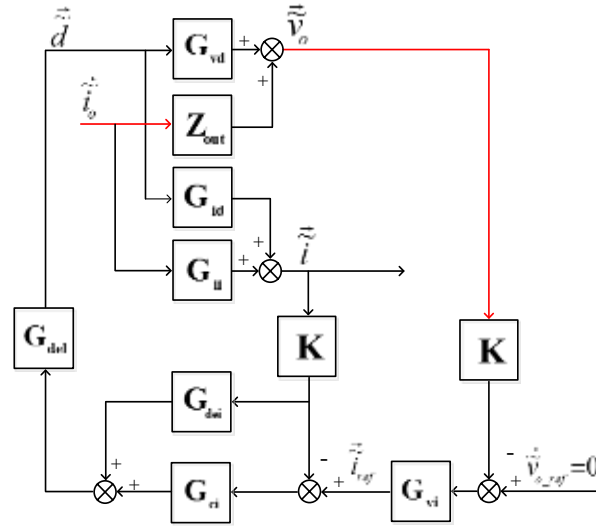 d
G_vd
v_o
i_o
Z_out
G_id
G_ii
i
G_del
K
K
G_dei
i_ref
G_ci
G_vi
v_o_ref=0
+
+
+
+
+
+
-
+
-
+